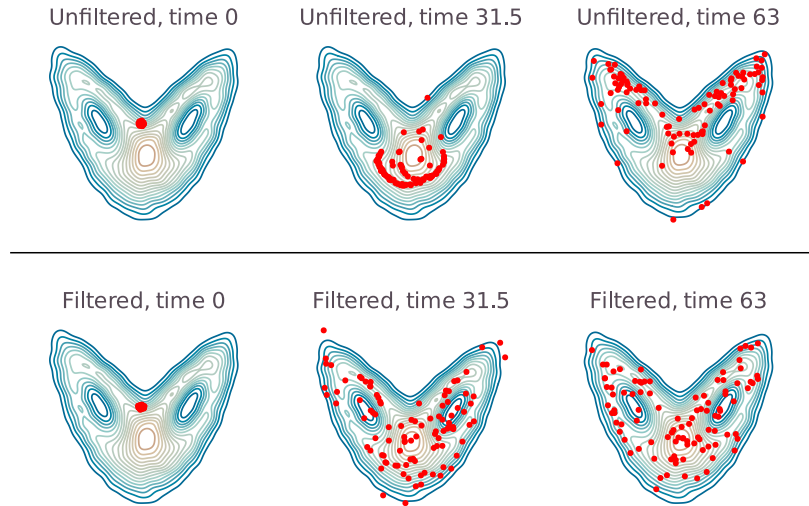 Unfiltered, time 0
Unfiltered, time 31.5
Unfiltered, time 63
Filtered, time 0
Filtered, time 31.5
Filtered, time 63